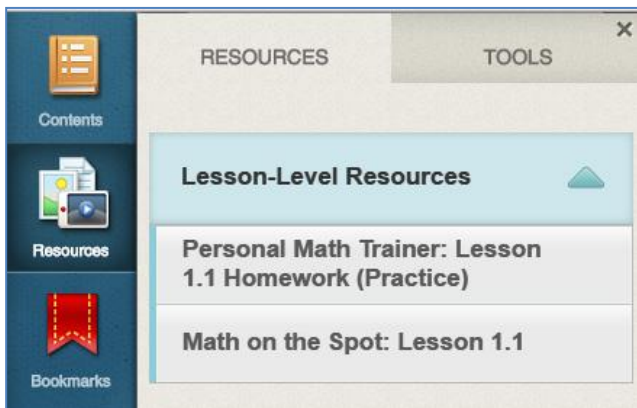 RESOURCES
TOOLS
×
Contents
Resources
Bookmarks
Lesson-Level Resources
Personal Math Trainer: Lesson
1.1 Homework (Practice)
Math on the Spot: Lesson 1.1